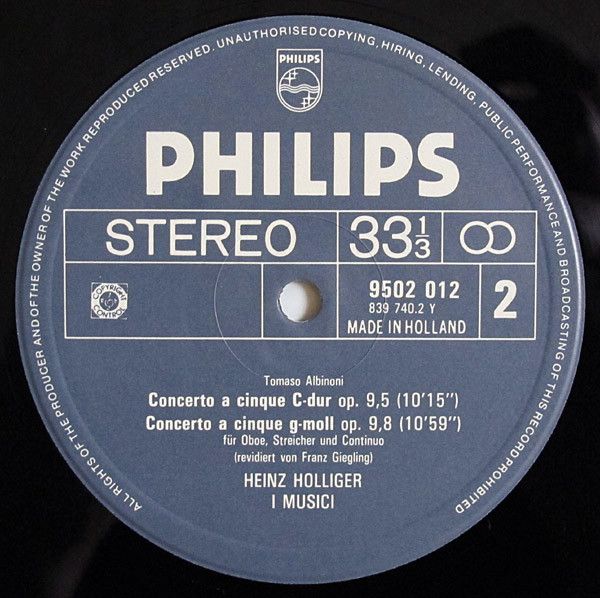 ALL RIGHTS OF THE PRODUCER AND OF THE OWNER OF THE WORK REPRODUCED RESERVED. UNAUTHORISED COPYING, HIRING, LENDING, PUBLIC PERFORMANCE AND BROADCASTING OF THIS RECORD PROHIBITED
PHILIPS
PHILIPS
STEREO 33 1/3
COPYRIGHT CONTROL
9502 012
839 740.2 Y
MADE IN HOLLAND
2
Tomaso Albinoni
Concerto a cinque C-dur op. 9,5 (10'15")
Concerto a cinque g-moll op. 9,8 (10'59")
für Oboe, Streicher und Continuo
(revidiert von Franz Giegling)
HEINZ HOLLIGER
I MUSICI